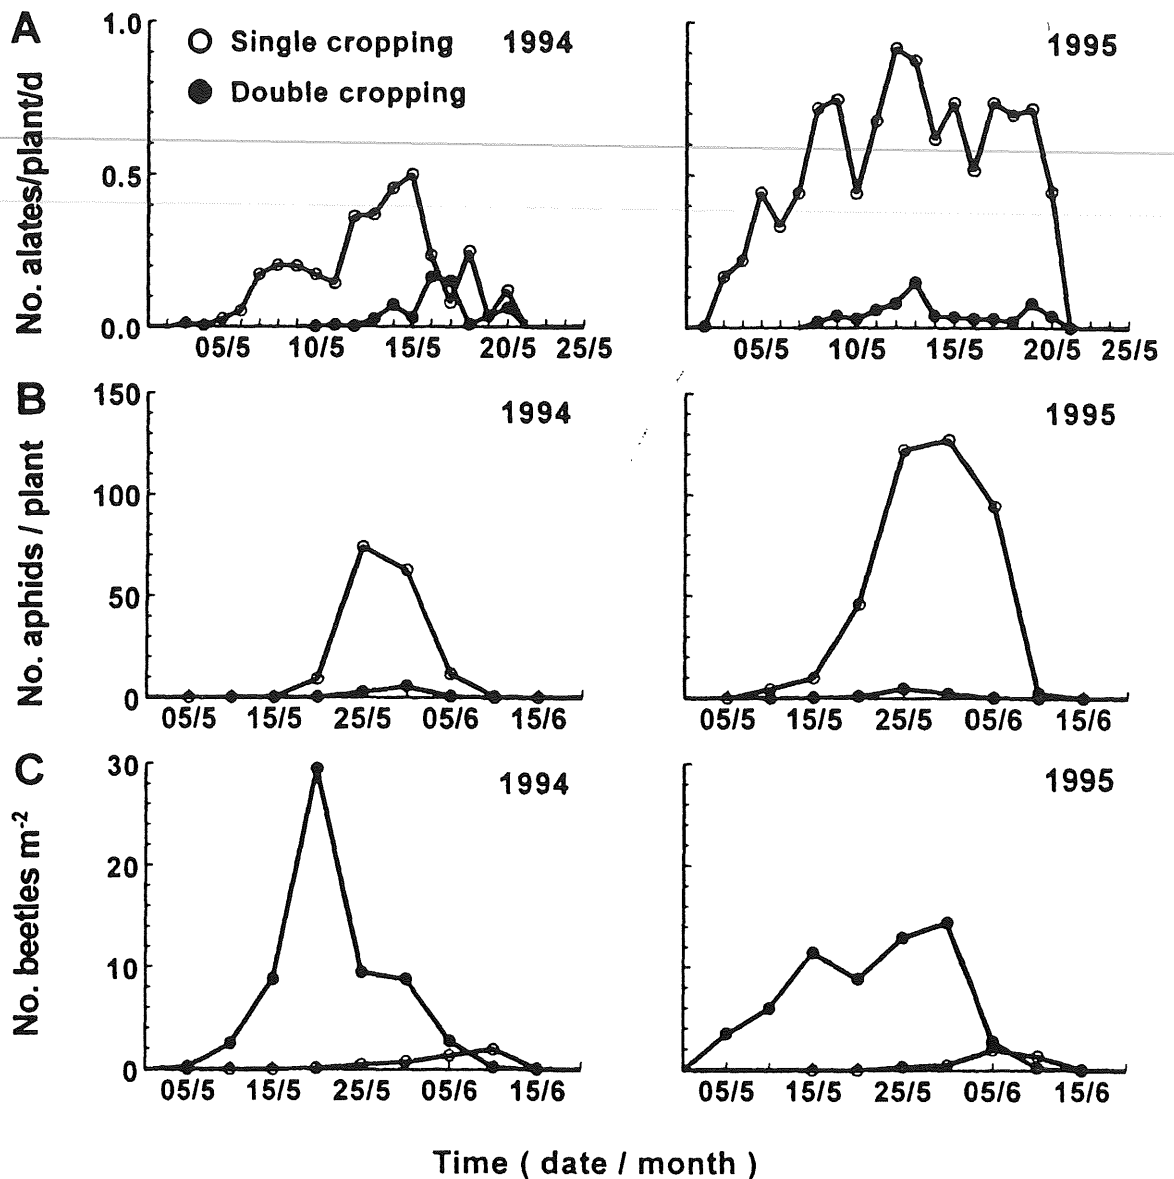 A
No. alates/plant/d
1.0
0.5
0.0
Single cropping
Double cropping
1994
05/5 10/5 15/5 20/5 25/5
1995
05/5 10/5 15/5 20/5 25/5
B
No. aphids / plant
150
100
50
0
1994
05/5 15/5 25/5 05/6 15/6
1995
05/5 15/5 25/5 05/6 15/6
C
No. beetles m-2
30
20
10
0
1994
05/5 15/5 25/5 05/6 15/6
1995
05/5 15/5 25/5 05/6 15/6
Time ( date / month )